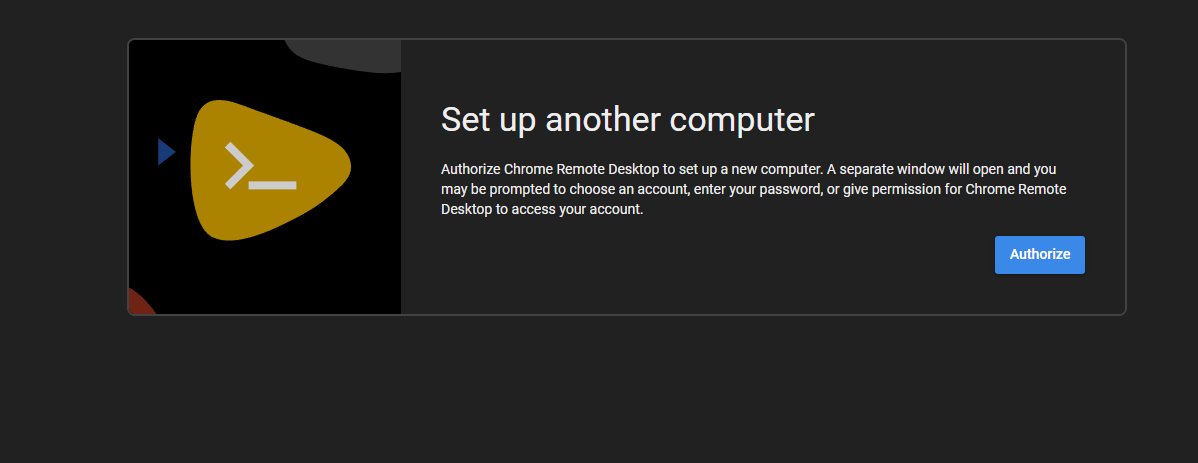 Set up another computer
Authorize Chrome Remote Desktop to set up a new computer. A separate window will open and you
may be prompted to choose an account, enter your password, or give permission for Chrome Remote
Desktop to access your account.
Authorize